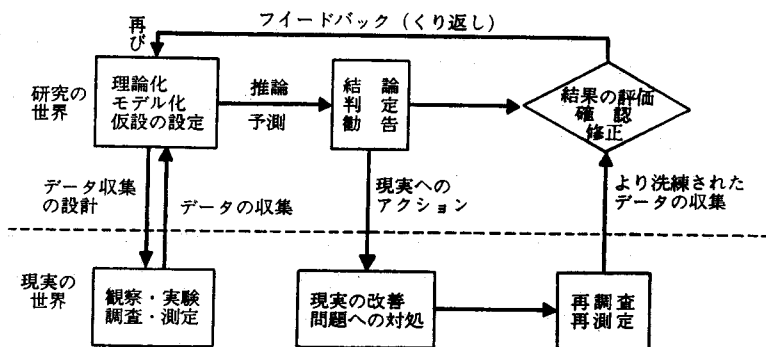 フイードバック（くり返し）
再び
研究の
世界
理論化
モデル化
仮設の設定
推論
予測
結論
判定
勧告
結果の評価
確認
修正
データ収集
の設計
データの収集
現実への
アクション
より洗練された
データの収集
現実の
世界
観察・実験
調査・測定
現実の改善
問題への対処
再調査
再測定